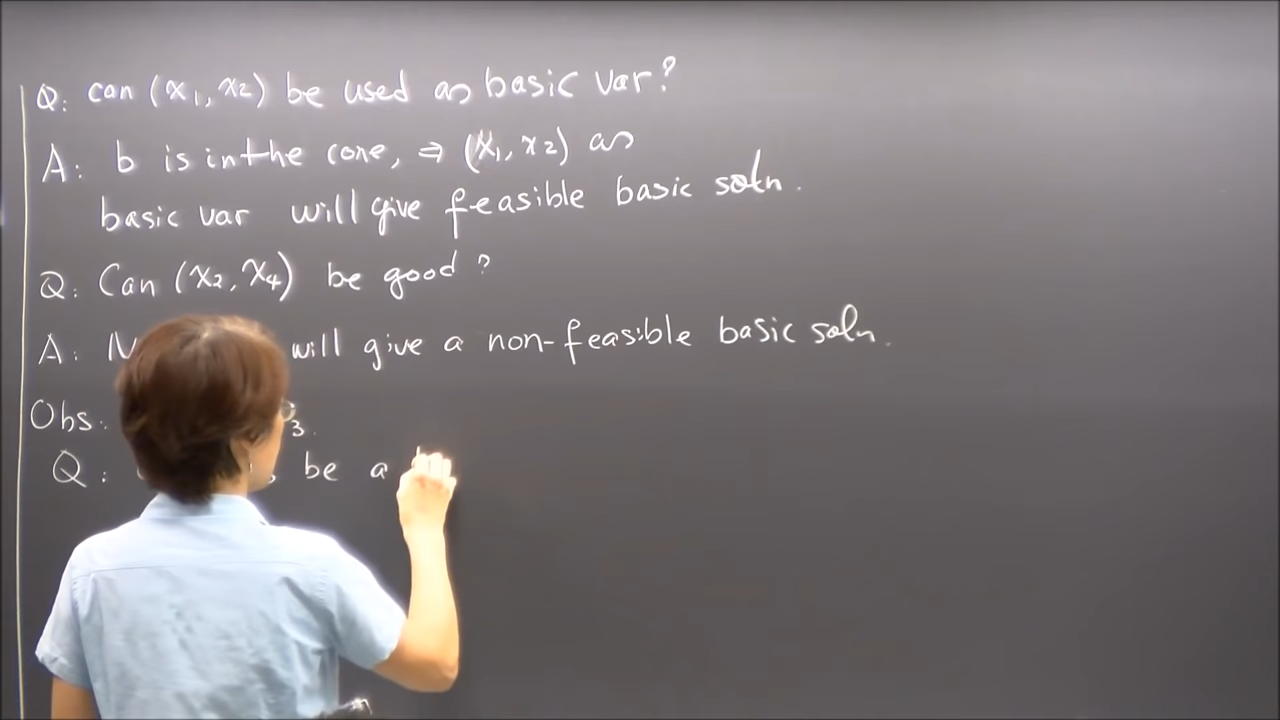 Q: can (x₁, x₂) be used as basic var?
A: b is in the cone, ⇒ (x₁, x₂) as
basic var will give feasible basic soln.
Q: Can (x₂, x₄) be good?
A: will give a non-feasible basic soln.
Obs: 3.
Q: be a